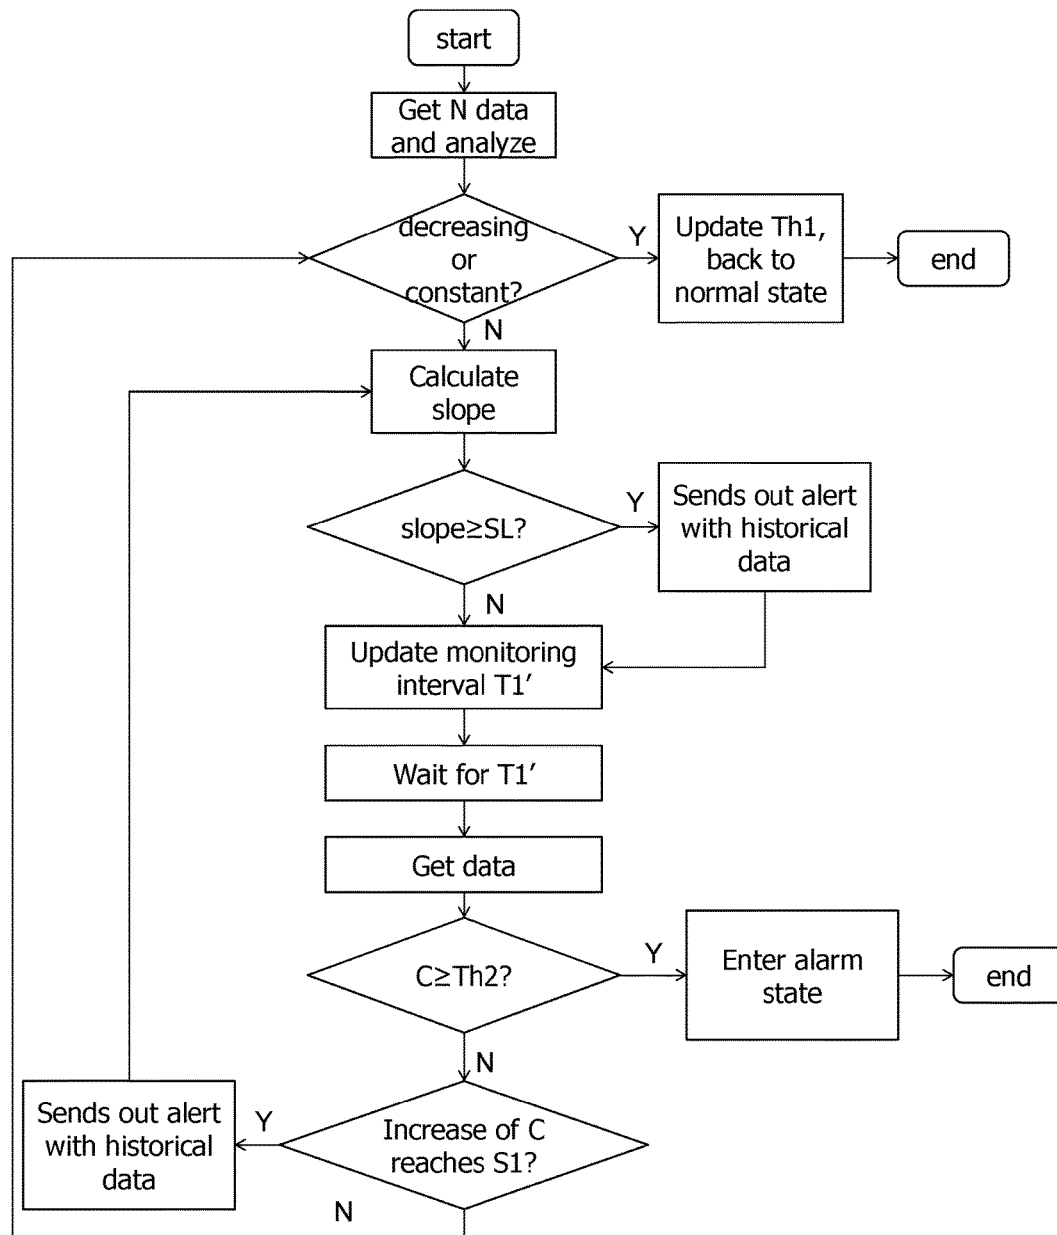 start
Get N data
and analyze
decreasing
or
constant?
Y
Update Th1,
back to
normal state
end
N
Calculate
slope
slope≥SL?
Y
Sends out alert
with historical
data
N
Update monitoring
interval T1′
Wait for T1′
Get data
C≥Th2?
Y
Enter alarm
state
end
N
Sends out alert
with historical
data
Y
Increase of C
reaches S1?
N